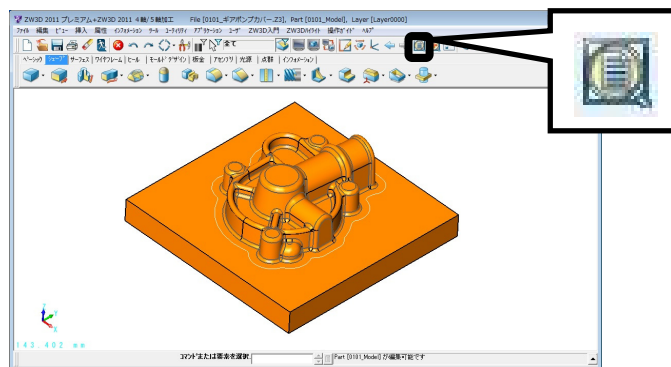 ZW3D 2011 プレミアム+ZW3D 2011 4軸/5軸加工 File [0101_ギアポンプカバー.Z3], Part [0101_Model], Layer [Layer0000]
ファイル 編集 ビュー 挿入 属性 インフォメーション ツール ユーティリティ アプリケーション ユーザ ZW3D入門 ZW3Dハイライト 操作ガイド ヘルプ
全て
ベーシック シェープ サーフェス ワイヤフレーム ヒール モールドデザイン 板金 アセンブリ 光源 点群 インフォメーション
Z
Y
X
143.402 mm
コマンドまたは要素を選択.
Part [0101_Model] が編集可能です